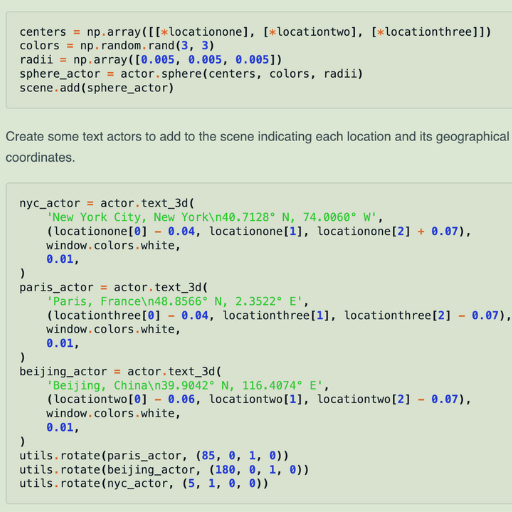 centers = np.array([[*locationone], [*locationtwo], [*locationthree]])
colors = np.random.rand(3, 3)
radii = np.array([0.005, 0.005, 0.005])
sphere_actor = actor.sphere(centers, colors, radii)
scene.add(sphere_actor)
Create some text actors to add to the scene indicating each location and its geographical
coordinates.
nyc_actor = actor.text_3d(
    'New York City, New York\n40.7128° N, 74.0060° W',
    (locationone[0] - 0.04, locationone[1], locationone[2] + 0.07),
    window.colors.white,
    0.01,
)
paris_actor = actor.text_3d(
    'Paris, France\n48.8566° N, 2.3522° E',
    (locationthree[0] - 0.04, locationthree[1], locationthree[2] - 0.07),
    window.colors.white,
    0.01,
)
beijing_actor = actor.text_3d(
    'Beijing, China\n39.9042° N, 116.4074° E',
    (locationtwo[0] - 0.06, locationtwo[1], locationtwo[2] - 0.07),
    window.colors.white,
    0.01,
)
utils.rotate(paris_actor, (85, 0, 1, 0))
utils.rotate(beijing_actor, (180, 0, 1, 0))
utils.rotate(nyc_actor, (5, 1, 0, 0))